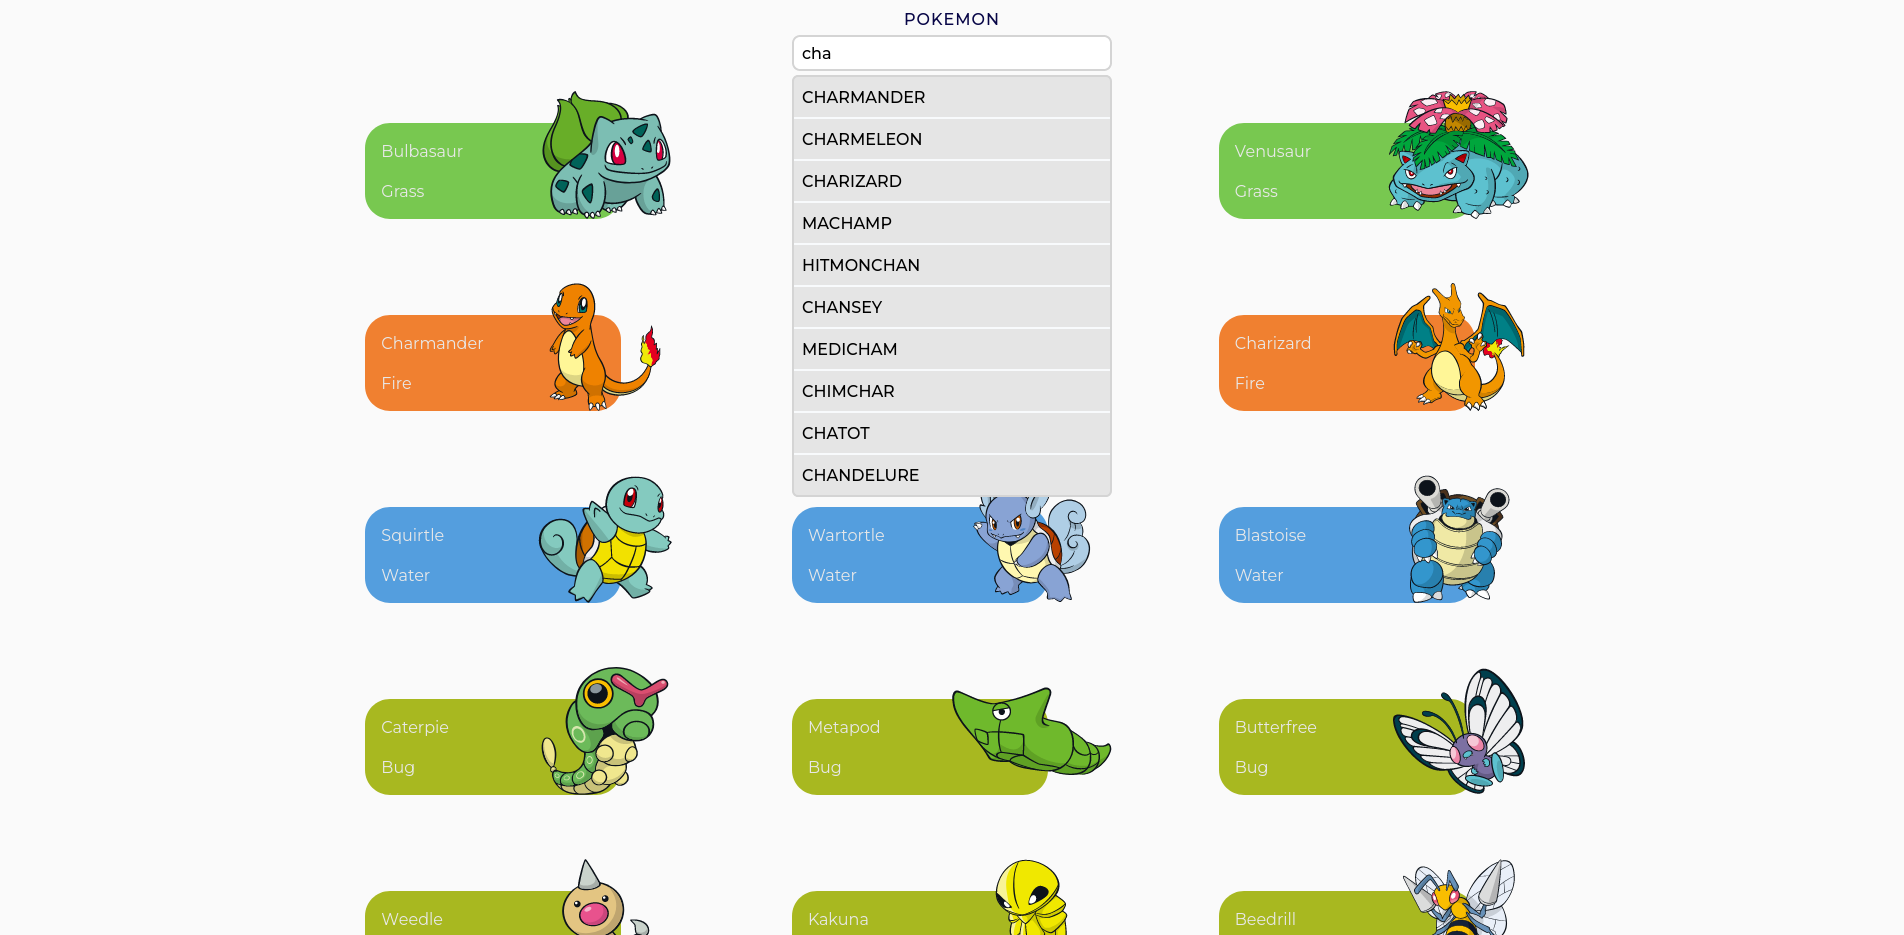 POKEMON
cha
CHARMANDER
CHARMELEON
CHARIZARD
MACHAMP
HITMONCHAN
CHANSEY
MEDICHAM
CHIMCHAR
CHATOT
CHANDELURE
Bulbasaur
Grass
Venusaur
Grass
Charmander
Fire
Charizard
Fire
Squirtle
Water
Wartortle
Water
Blastoise
Water
Caterpie
Bug
Metapod
Bug
Butterfree
Bug
Weedle
Kakuna
Beedrill